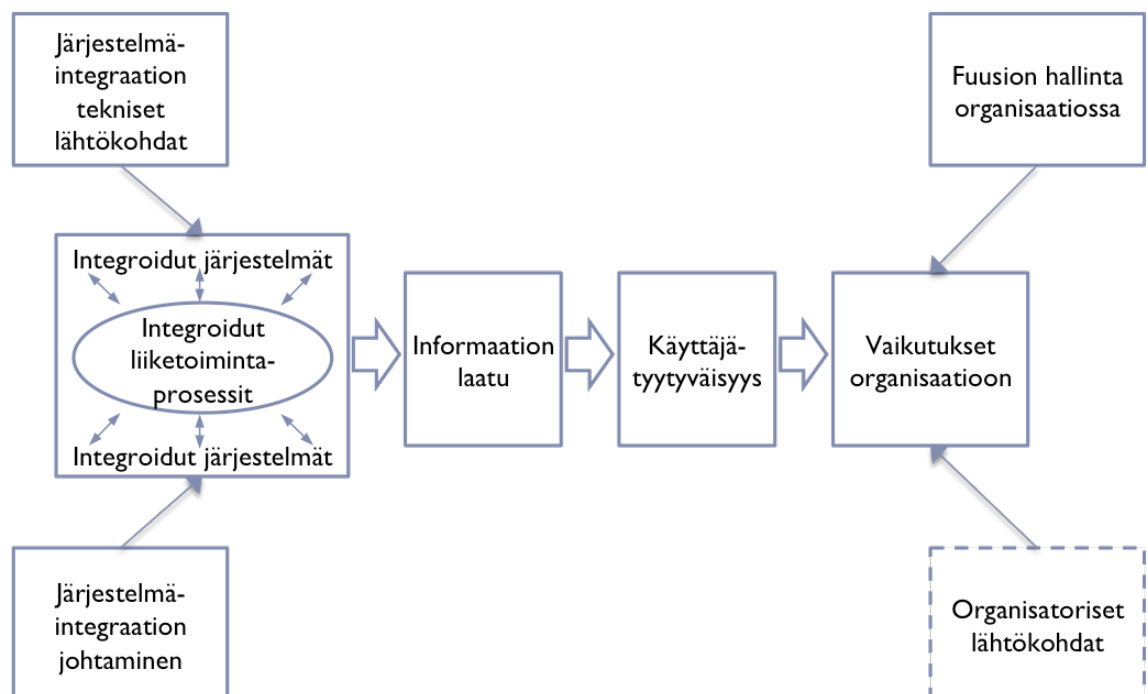 Järjestelmä-
integraation
tekniset
lähtökohdat
Fuusion hallinta
organisaatiossa
Integroidut järjestelmät
Integroidut
liiketoiminta-
prosessit
Integroidut järjestelmät
Informaation
laatu
Käyttäjä-
tyytyväisyys
Vaikutukset
organisaatioon
Järjestelmä-
integraation
johtaminen
Organisatoriset
lähtökohdat